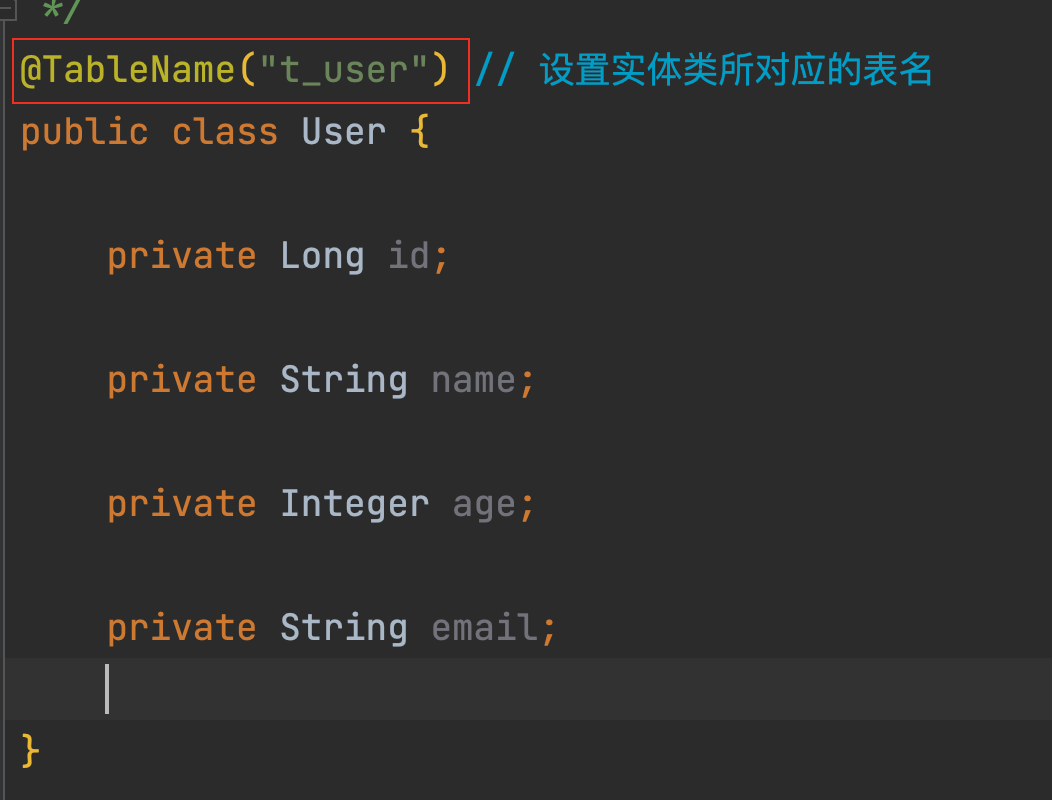 */
@TableName("t_user") // 设置实体类所对应的表名
public class User {
private Long id;
private String name;
private Integer age;
private String email;
}